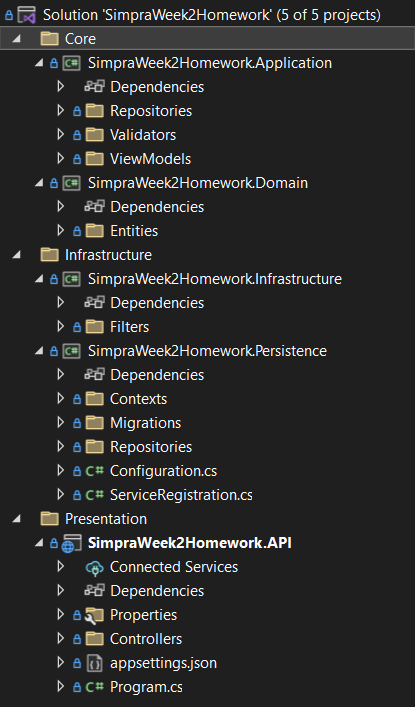 Solution 'SimpraWeek2Homework' (5 of 5 projects)
Core
C# SimpraWeek2Homework.Application
Dependencies
Repositories
Validators
ViewModels
C# SimpraWeek2Homework.Domain
Dependencies
Entities
Infrastructure
C# SimpraWeek2Homework.Infrastructure
Dependencies
Filters
C# SimpraWeek2Homework.Persistence
Dependencies
Contexts
Migrations
Repositories
C# Configuration.cs
C# ServiceRegistration.cs
Presentation
SimpraWeek2Homework.API
Connected Services
Dependencies
Properties
Controllers
appsettings.json
C# Program.cs